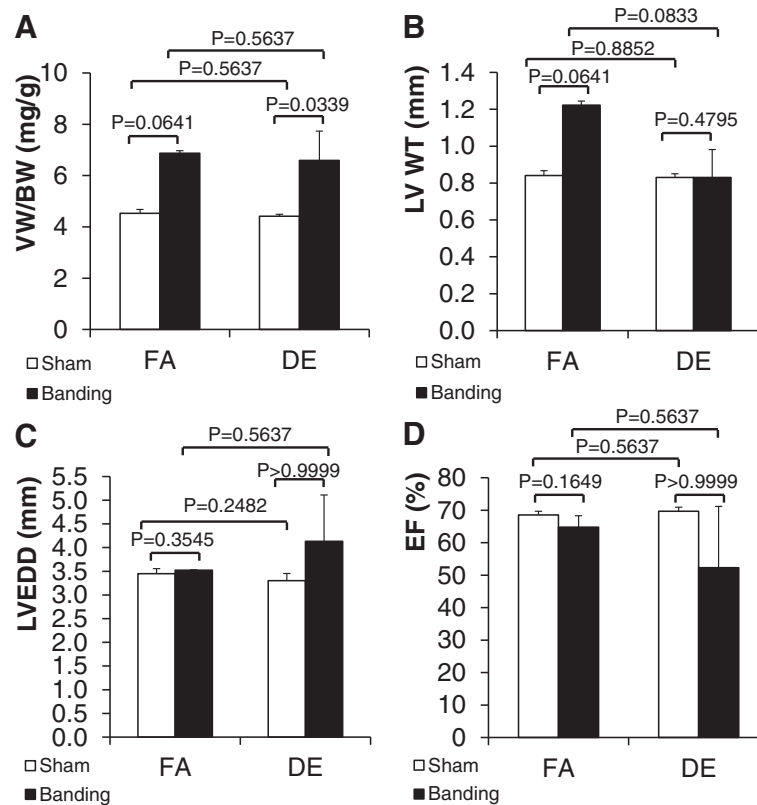 A
P=0.5637
P=0.5637
P=0.0641
P=0.0339
VW/BW (mg/g)
10
8
6
4
2
0
FA
DE
Sham
Banding
B
P=0.0833
P=0.8852
P=0.0641
P=0.4795
LV WT (mm)
1.4
1.2
1.0
0.8
0.6
0.4
0.2
0.0
FA
DE
Sham
Banding
C
P=0.5637
P>0.9999
P=0.2482
P=0.3545
LVEDD (mm)
5.5
5.0
4.5
4.0
3.5
3.0
2.5
2.0
1.5
1.0
0.5
0.0
FA
DE
Sham
Banding
D
P=0.5637
P=0.5637
P=0.1649
P>0.9999
EF (%)
80
70
60
50
40
30
20
10
0
FA
DE
Sham
Banding